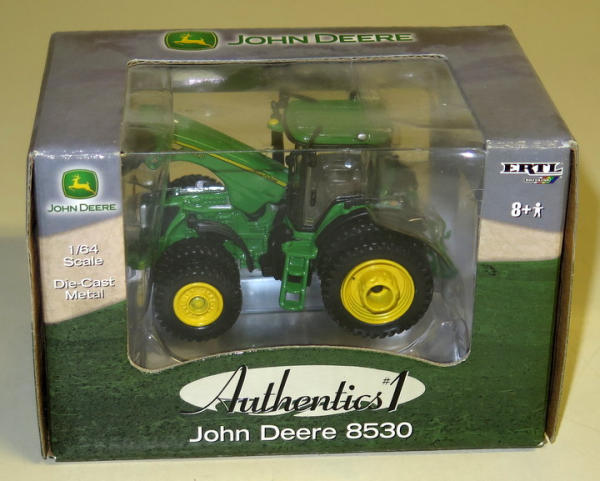 JOHN DEERE
JOHN DEERE
1/64
Scale
Die-Cast
Metal
ERTL
8+
Authentics #1
John Deere 8530